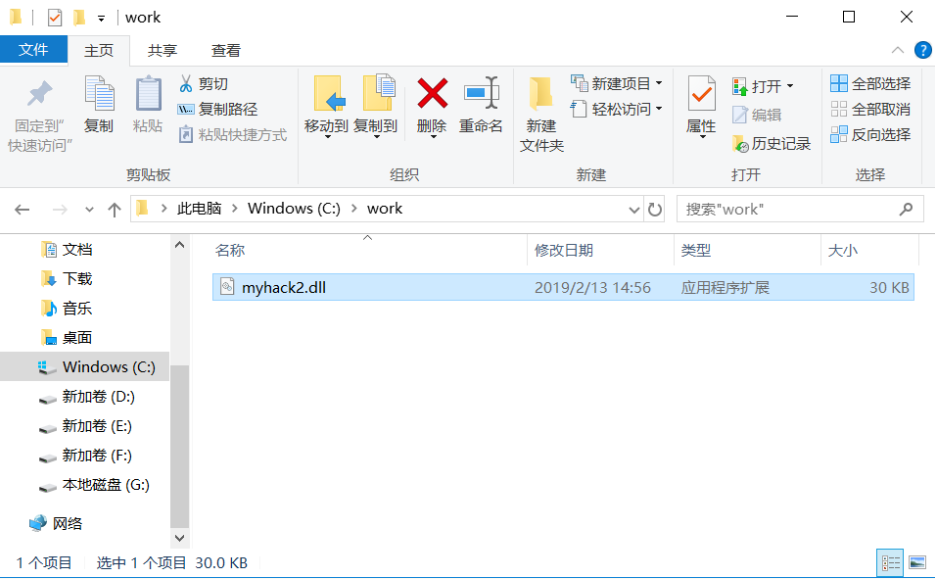 work
文件 主页 共享 查看
固定到"快速访问" 复制 粘贴 剪切 复制路径 粘贴快捷方式
剪贴板
移动到 复制到 删除 重命名
组织
新建文件夹 新建项目 轻松访问
新建
属性 打开 编辑 历史记录
打开
全部选择 全部取消 反向选择
选择
此电脑 Windows (C:) work
搜索"work"
名称 修改日期 类型 大小
myhack2.dll 2019/2/13 14:56 应用程序扩展 30 KB
文档
下载
音乐
桌面
Windows (C:)
新加卷 (D:)
新加卷 (E:)
新加卷 (F:)
本地磁盘 (G:)
网络
1 个项目 选中 1 个项目 30.0 KB